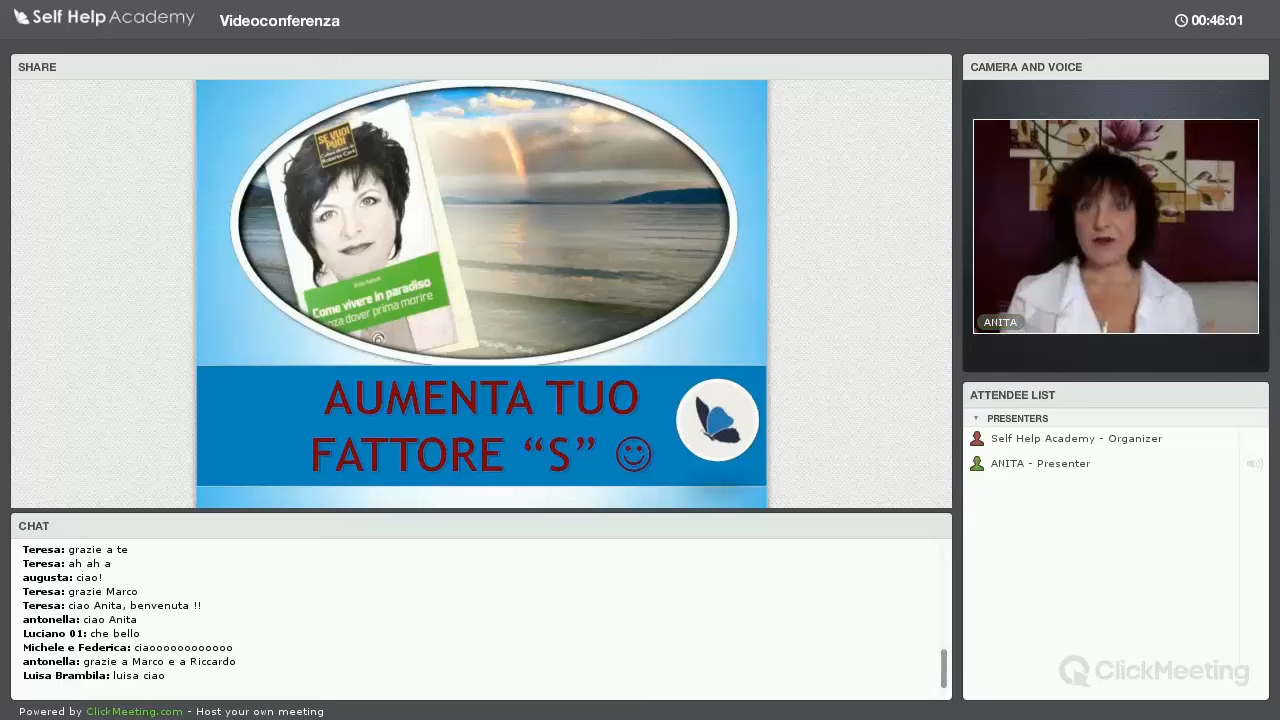 Self Help Academy
Videoconferenza
00:46:01
SHARE
SE VUOI
PUOI
Come vivere in paradiso
za dover prima morire
AUMENTA TUO
FATTORE “S” ☺
CAMERA AND VOICE
ANITA
ATTENDEE LIST
PRESENTERS
Self Help Academy - Organizer
ANITA - Presenter
CHAT
Teresa: grazie a te
Teresa: ah ah a
augusta: ciao!
Teresa: grazie Marco
Teresa: ciao Anita, benvenuta !!
antonella: ciao Anita
Luciano 01: che bello
Michele e Federica: ciaoooooooooooo
antonella: grazie a Marco e a Riccardo
Luisa Brambila: luisa ciao
ClickMeeting
Powered by ClickMeeting.com - Host your own meeting